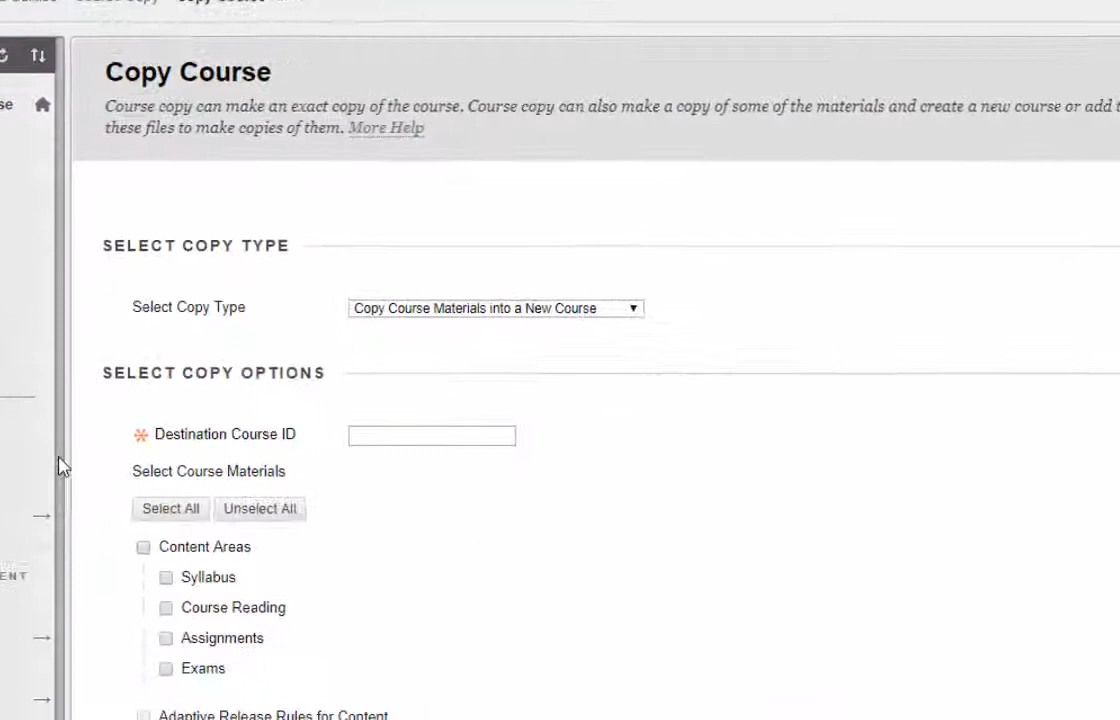 Copy Course
Course copy can make an exact copy of the course. Course copy can also make a copy of some of the materials and create a new course or add
these files to make copies of them. More Help
SELECT COPY TYPE
Select Copy Type
Copy Course Materials into a New Course
SELECT COPY OPTIONS
Destination Course ID
Select Course Materials
Select All
Unselect All
Content Areas
Syllabus
Course Reading
Assignments
Exams
Adaptive Release Rules for Content